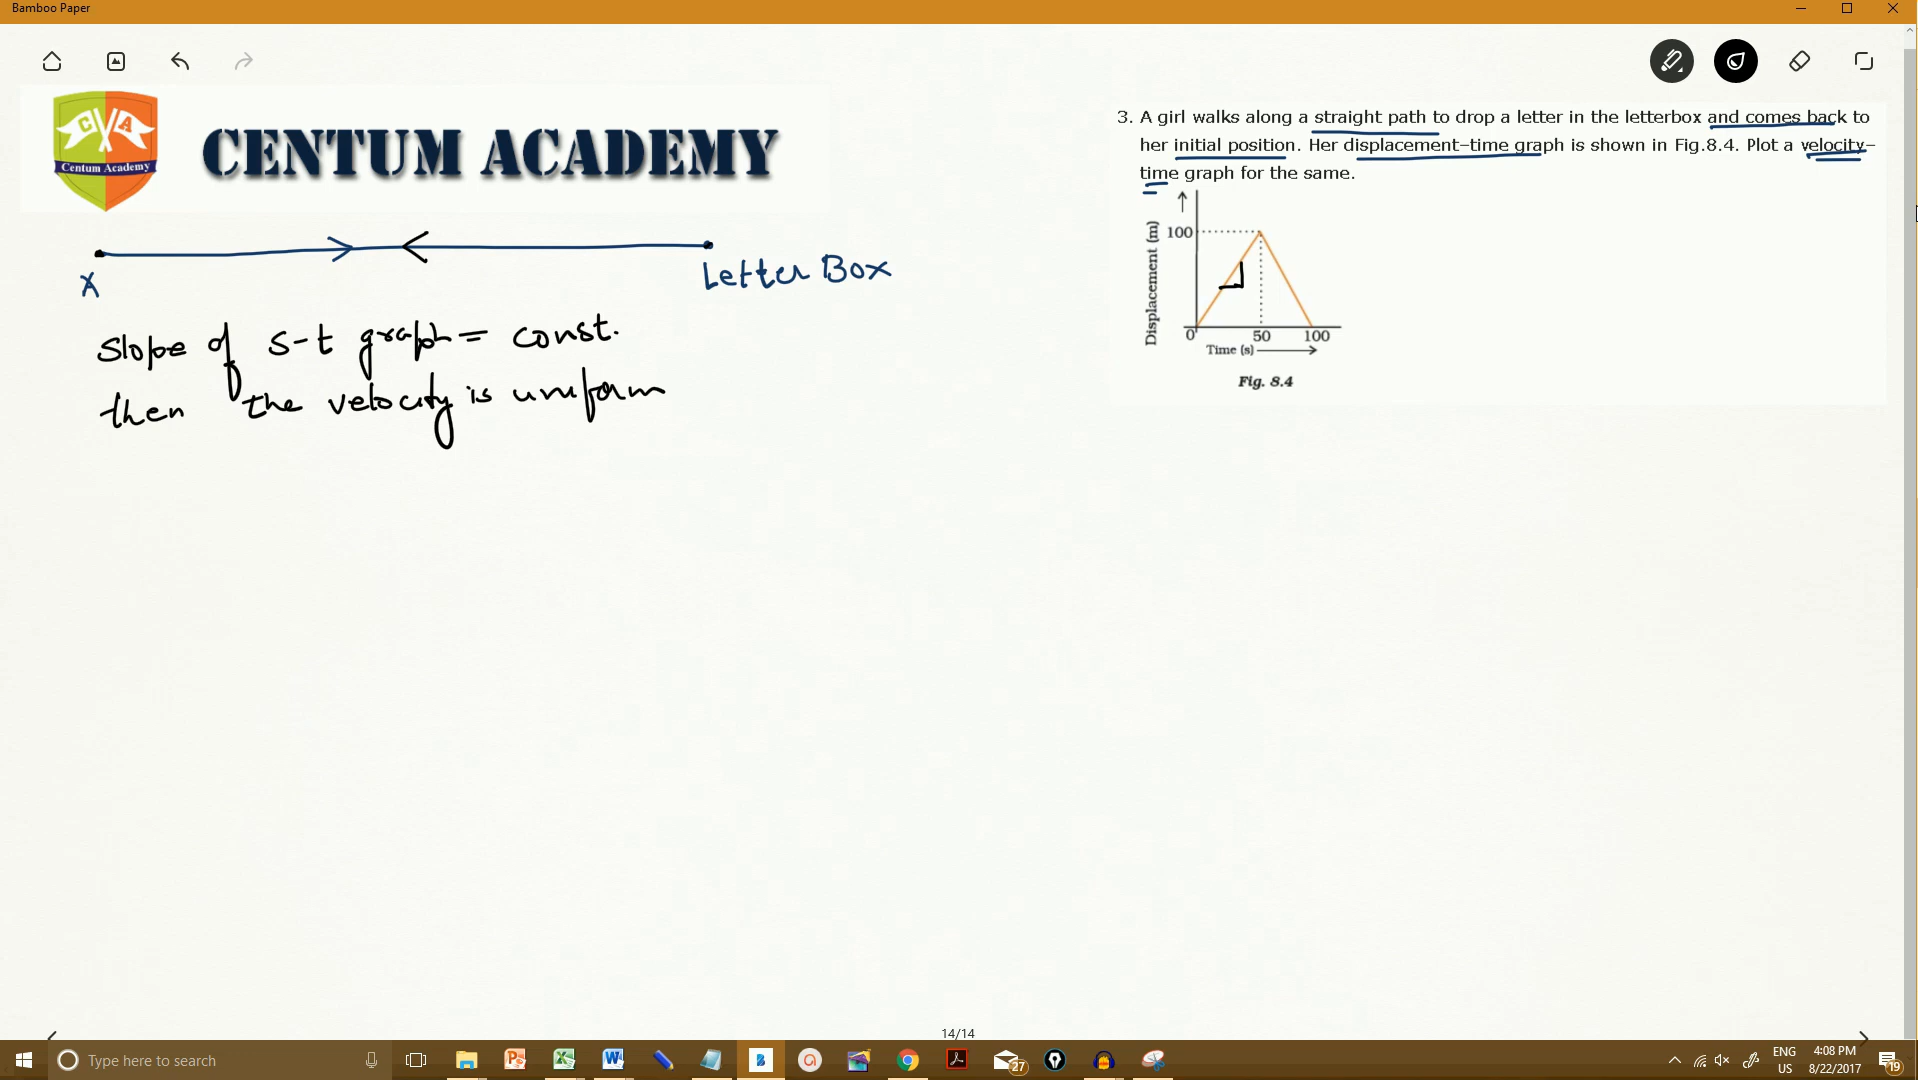 Bamboo Paper
C A
Centum Academy
CENTUM ACADEMY
3. A girl walks along a straight path to drop a letter in the letterbox and comes back to
her initial position. Her displacement–time graph is shown in Fig.8.4. Plot a velocity–
time graph for the same.
X
Letter Box
Slope of s-t graph = const.
then the velocity is uniform
Displacement (m)
100
0 50 100
Time (s)
Fig. 8.4
14/14
Type here to search
27
ENG
US
4:08 PM
8/22/2017
19